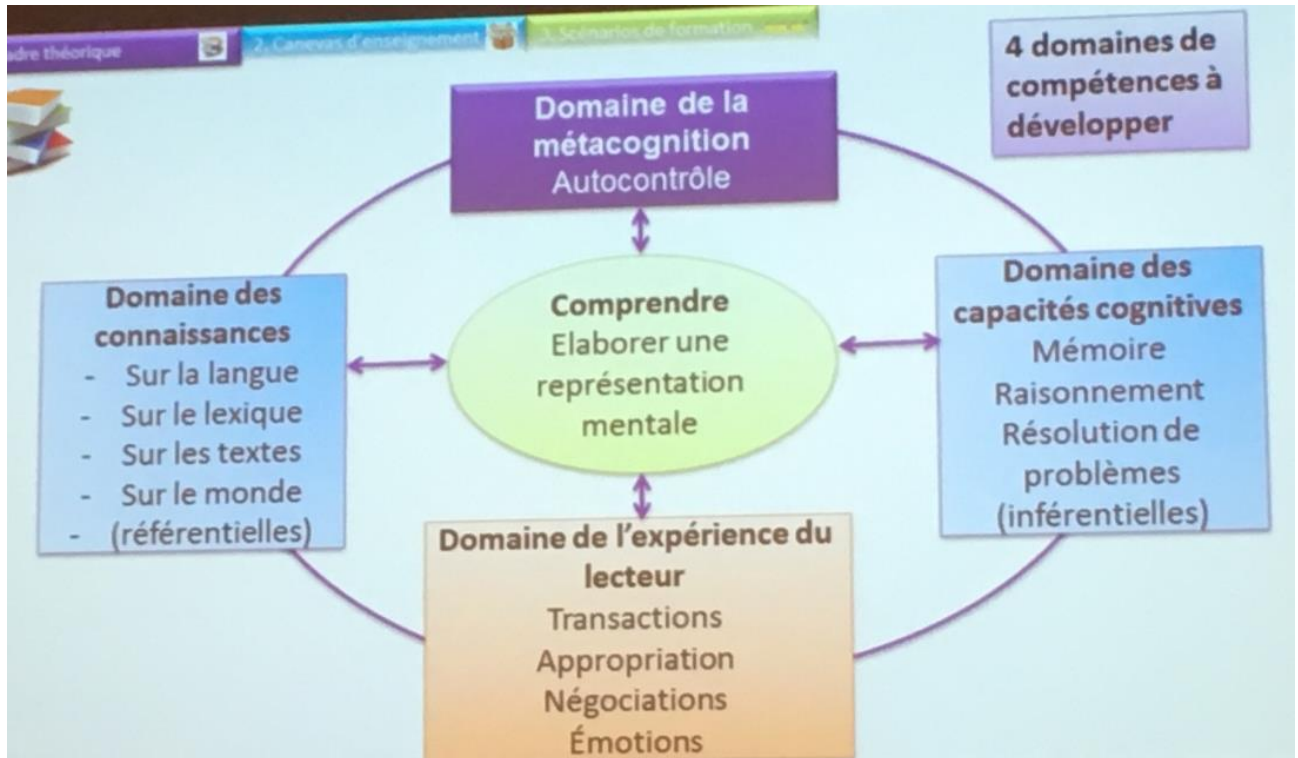 dre théorique
2. Canevas d'enseignement
3. Scénarios de formation
4 domaines de
compétences à
développer
Domaine de la
métacognition
Autocontrôle
Domaine des
connaissances
- Sur la langue
- Sur le lexique
- Sur les textes
- Sur le monde
- (référentielles)
Comprendre
Elaborer une
représentation
mentale
Domaine des
capacités cognitives
Mémoire
Raisonnement
Résolution de
problèmes
(inférentielles)
Domaine de l'expérience du
lecteur
Transactions
Appropriation
Négociations
Émotions